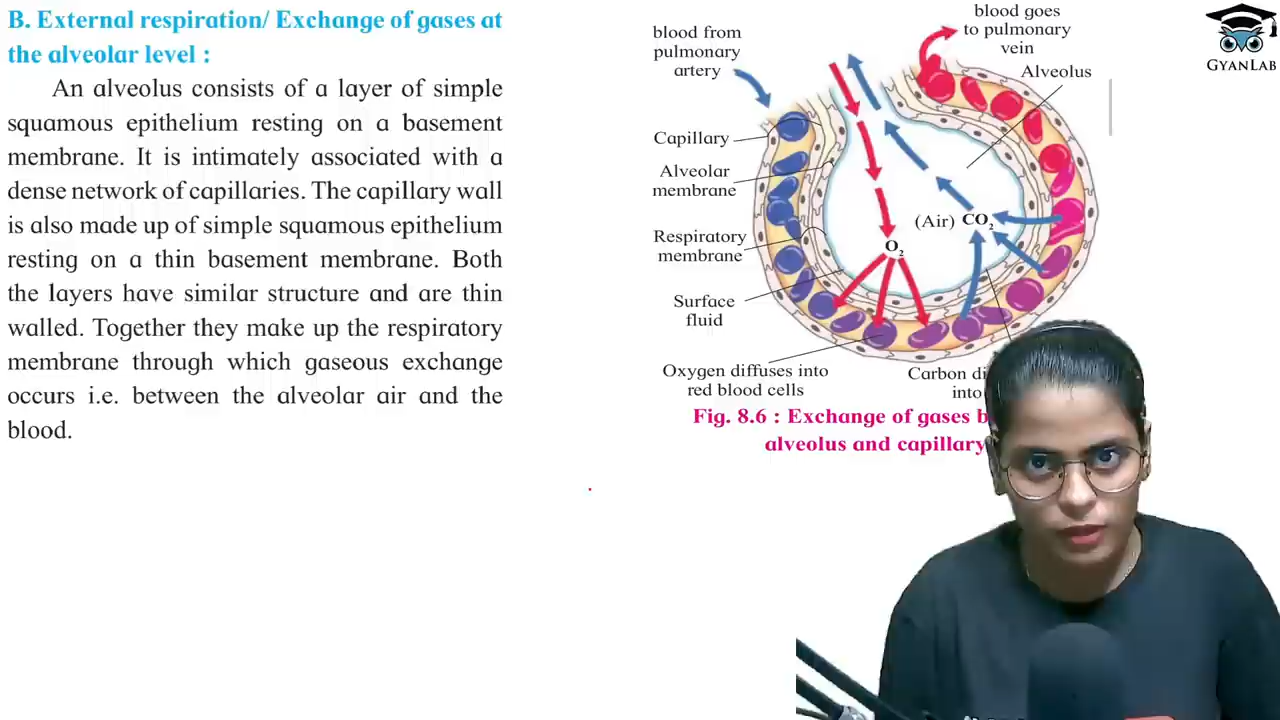 B. External respiration/ Exchange of gases at
the alveolar level :
An alveolus consists of a layer of simple
squamous epithelium resting on a basement
membrane. It is intimately associated with a
dense network of capillaries. The capillary wall
is also made up of simple squamous epithelium
resting on a thin basement membrane. Both
the layers have similar structure and are thin
walled. Together they make up the respiratory
membrane through which gaseous exchange
occurs i.e. between the alveolar air and the
blood.
blood from
pulmonary
artery
blood goes
to pulmonary
vein
Alveolus
Capillary
Alveolar
membrane
Respiratory
membrane
Surface
fluid
(Air) CO₂
O₂
Oxygen diffuses into
red blood cells
Carbon
into
Fig. 8.6 : Exchange of gases
alveolus and capillary
GYANLAB